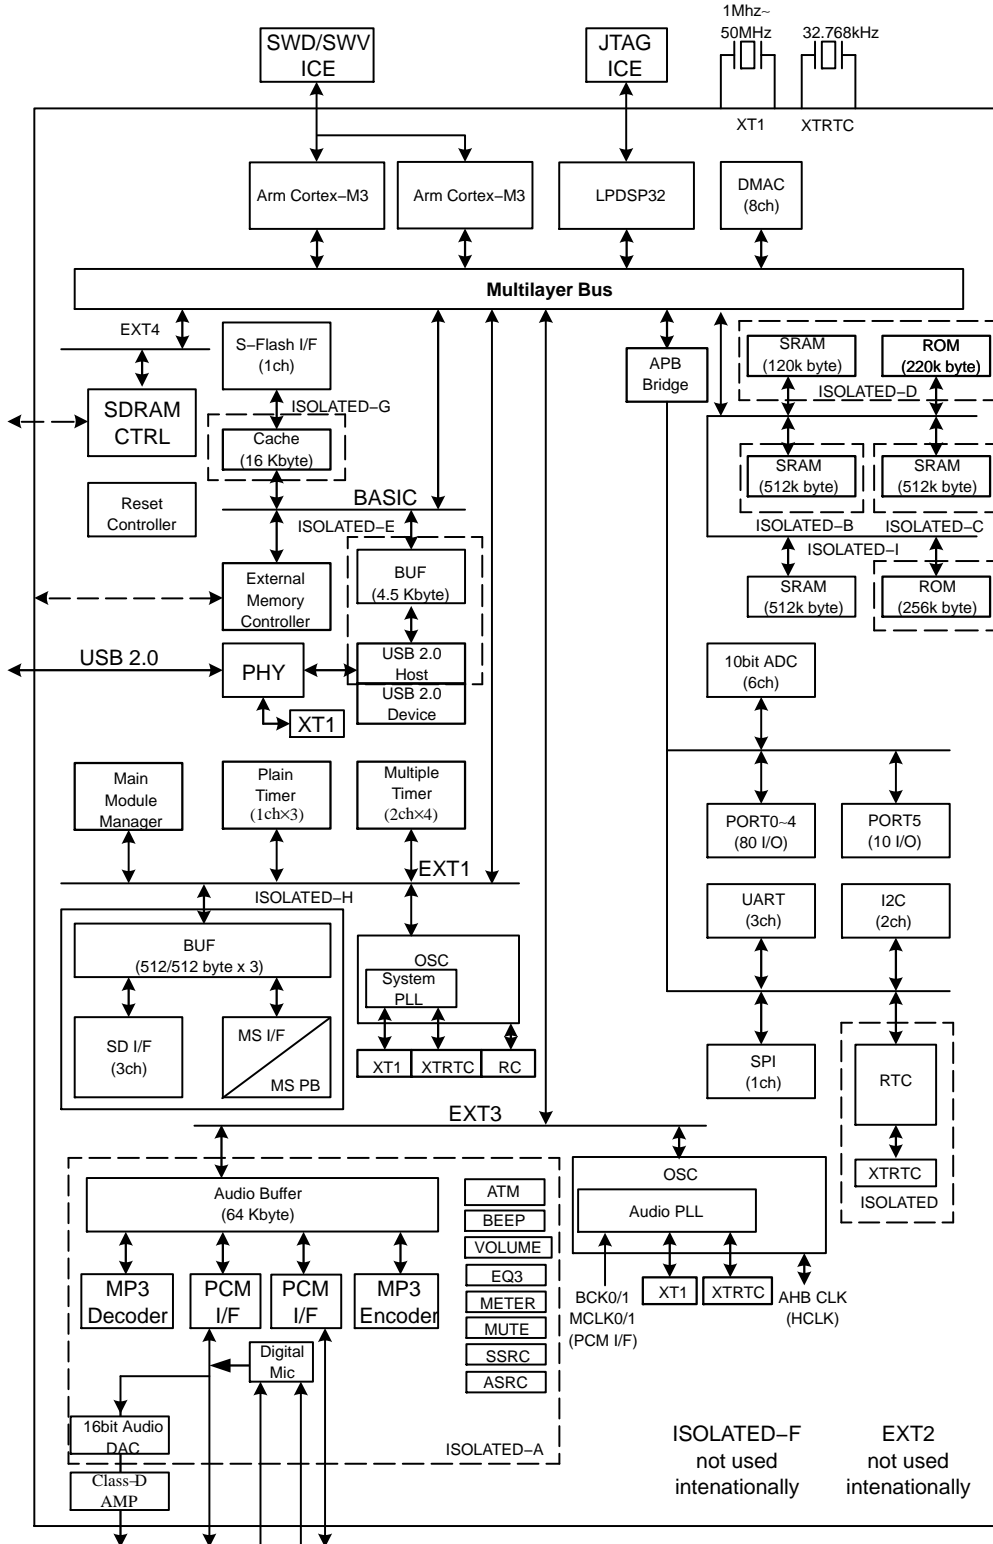 1Mhz~
50MHz
32.768kHz
SWD/SWV
ICE
JTAG
ICE
XT1
XTRTC
Arm Cortex−M3
Arm Cortex−M3
LPDSP32
DMAC
(8ch)
Multilayer Bus
EXT4
S−Flash I/F
(1ch)
APB
Bridge
SRAM
(120k byte)
ROM
(220k byte)
ISOLATED−D
SDRAM
CTRL
ISOLATED−G
Cache
(16 Kbyte)
SRAM
(512k byte)
SRAM
(512k byte)
Reset
Controller
BASIC
ISOLATED−E
ISOLATED−B
ISOLATED−C
ISOLATED−I
External
Memory
Controller
BUF
(4.5 Kbyte)
SRAM
(512k byte)
ROM
(256k byte)
USB 2.0
PHY
USB 2.0
Host
USB 2.0
Device
XT1
10bit ADC
(6ch)
Main
Module
Manager
Plain
Timer
(1ch×3)
Multiple
Timer
(2ch×4)
PORT0~4
(80 I/O)
PORT5
(10 I/O)
EXT1
ISOLATED−H
UART
(3ch)
I2C
(2ch)
BUF
(512/512 byte x 3)
OSC
System
PLL
SD I/F
(3ch)
MS I/F
MS PB
XT1
XTRTC
RC
SPI
(1ch)
RTC
EXT3
XTRTC
ISOLATED
Audio Buffer
(64 Kbyte)
ATM
BEEP
VOLUME
EQ3
METER
MUTE
SSRC
ASRC
OSC
Audio PLL
MP3
Decoder
PCM
I/F
PCM
I/F
MP3
Encoder
BCK0/1
MCLK0/1
(PCM I/F)
XT1
XTRTC
AHB CLK
(HCLK)
Digital
Mic
16bit Audio
DAC
ISOLATED−A
Class−D
AMP
ISOLATED−F
not used
intenationally
EXT2
not used
intenationally